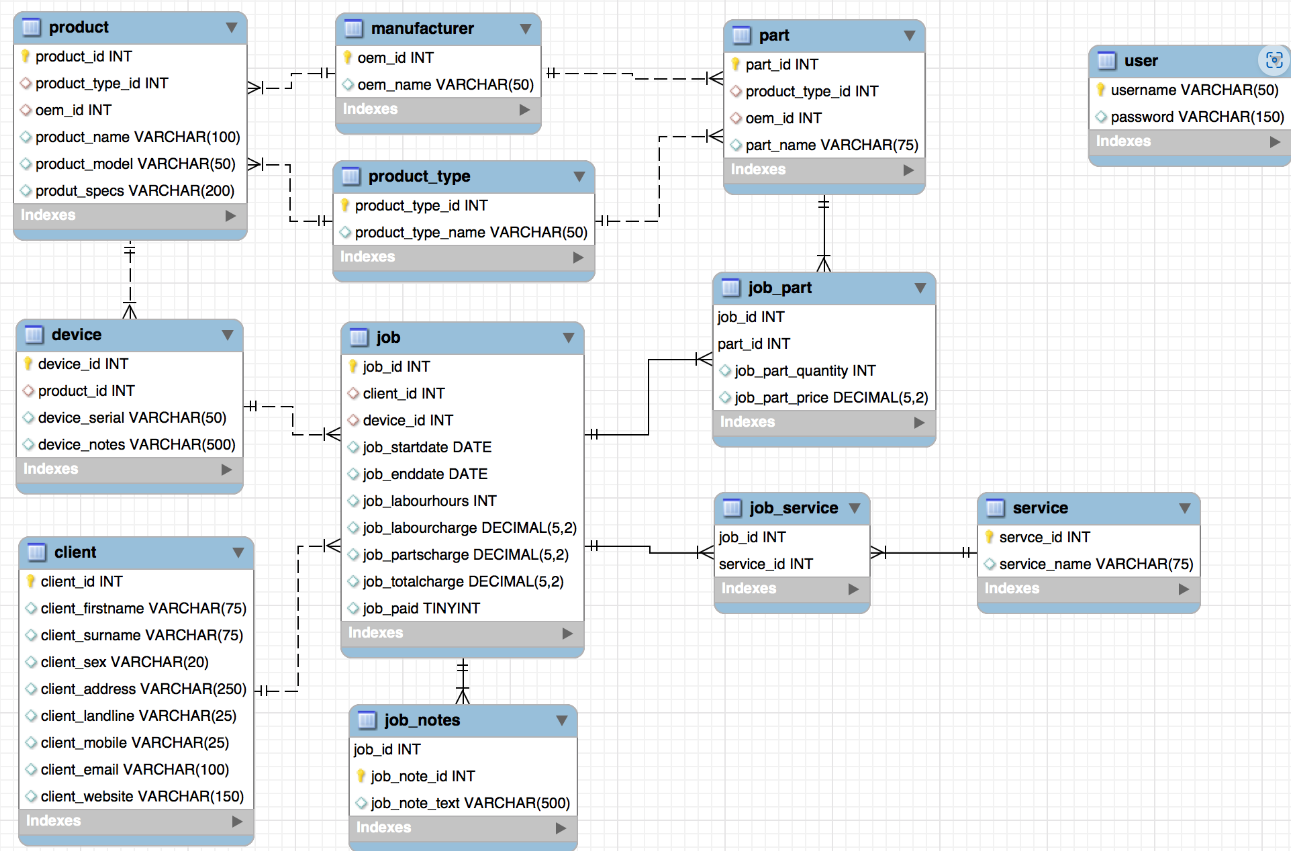 product
product_id INT
product_type_id INT
oem_id INT
product_name VARCHAR(100)
product_model VARCHAR(50)
produt_specs VARCHAR(200)
Indexes
manufacturer
oem_id INT
oem_name VARCHAR(50)
Indexes
part
part_id INT
product_type_id INT
oem_id INT
part_name VARCHAR(75)
Indexes
user
username VARCHAR(50)
password VARCHAR(150)
Indexes
product_type
product_type_id INT
product_type_name VARCHAR(50)
Indexes
device
device_id INT
product_id INT
device_serial VARCHAR(50)
device_notes VARCHAR(500)
Indexes
job
job_id INT
client_id INT
device_id INT
job_startdate DATE
job_enddate DATE
job_labourhours INT
job_labourcharge DECIMAL(5,2)
job_partscharge DECIMAL(5,2)
job_totalcharge DECIMAL(5,2)
job_paid TINYINT
Indexes
job_part
job_id INT
part_id INT
job_part_quantity INT
job_part_price DECIMAL(5,2)
Indexes
job_service
job_id INT
service_id INT
Indexes
service
servce_id INT
service_name VARCHAR(75)
Indexes
client
client_id INT
client_firstname VARCHAR(75)
client_surname VARCHAR(75)
client_sex VARCHAR(20)
client_address VARCHAR(250)
client_landline VARCHAR(25)
client_mobile VARCHAR(25)
client_email VARCHAR(100)
client_website VARCHAR(150)
Indexes
job_notes
job_id INT
job_note_id INT
job_note_text VARCHAR(500)
Indexes